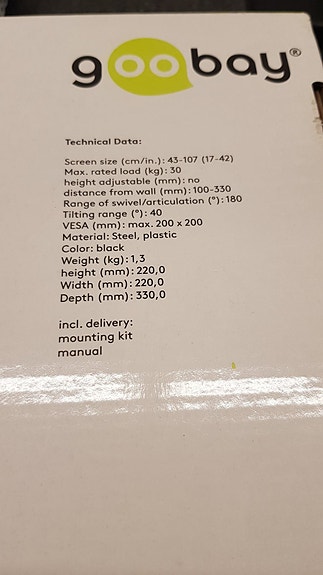 goobay®
Technical Data:
Screen size (cm/in.): 43-107 (17-42)
Max. rated load (kg): 30
height adjustable (mm): no
distance from wall (mm): 100-330
Range of swivel/articulation (°): 180
Tilting range (°): 40
VESA (mm): max. 200 x 200
Material: Steel, plastic
Color: black
Weight (kg): 1,3
height (mm): 220,0
Width (mm): 220,0
Depth (mm): 330,0
incl. delivery:
mounting kit
manual